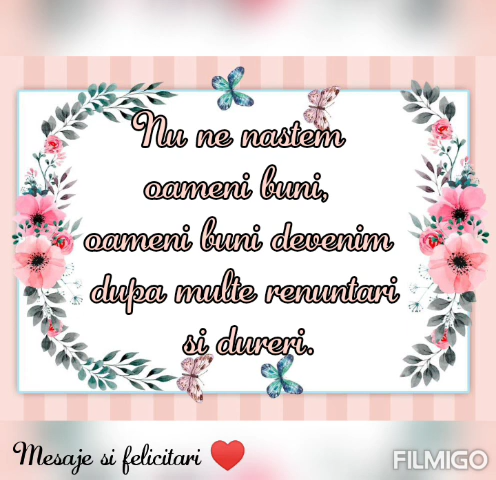 Nu ne nastem
oameni buni,
oameni buni devenim
dupa multe renuntari
si dureri.
Mesaje si felicitari ❤️
FILMIGO